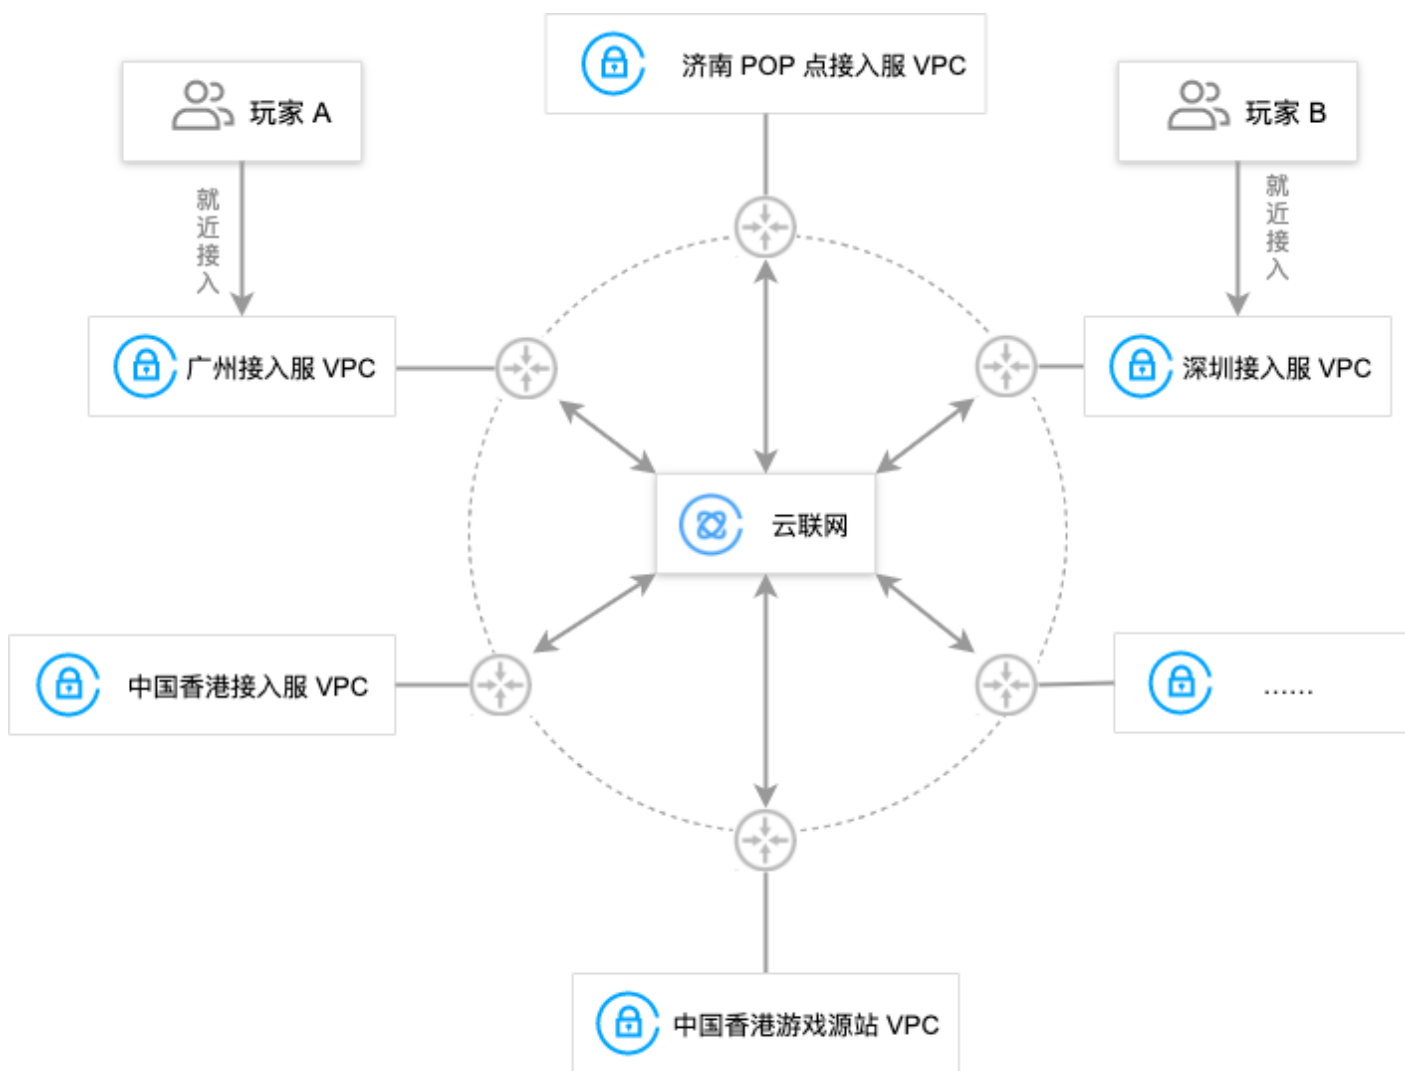 济南 POP 点接入服 VPC
玩家 A
玩家 B
就近接入
就近接入
广州接入服 VPC
深圳接入服 VPC
云联网
中国香港接入服 VPC
......
中国香港游戏源站 VPC